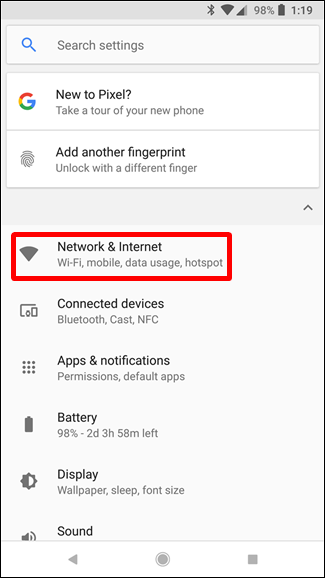 98% 1:19
Search settings
New to Pixel?
Take a tour of your new phone
Add another fingerprint
Unlock with a different finger
Network & Internet
Wi-Fi, mobile, data usage, hotspot
Connected devices
Bluetooth, Cast, NFC
Apps & notifications
Permissions, default apps
Battery
98% - 2d 3h 58m left
Display
Wallpaper, sleep, font size
Sound